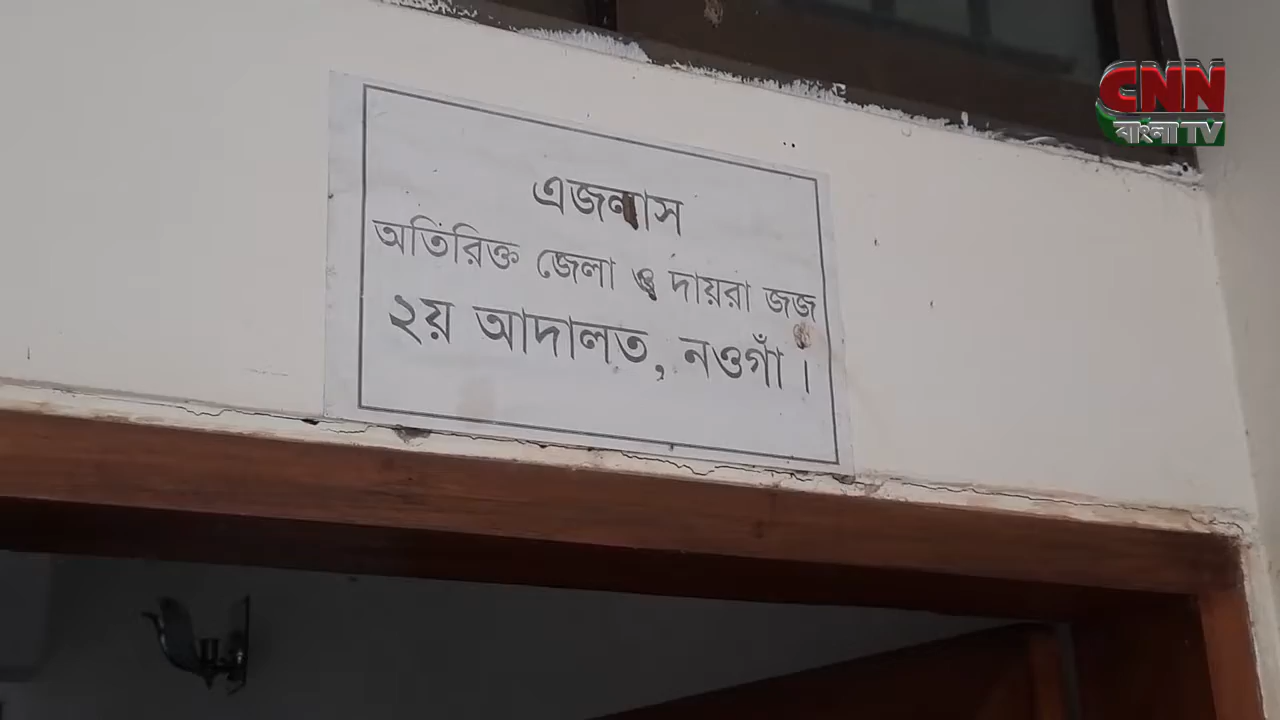 CNN
বাংলা TV
এজলাস
অতিরিক্ত জেলা ও দায়রা জজ
২য় আদালত, নওগাঁ।